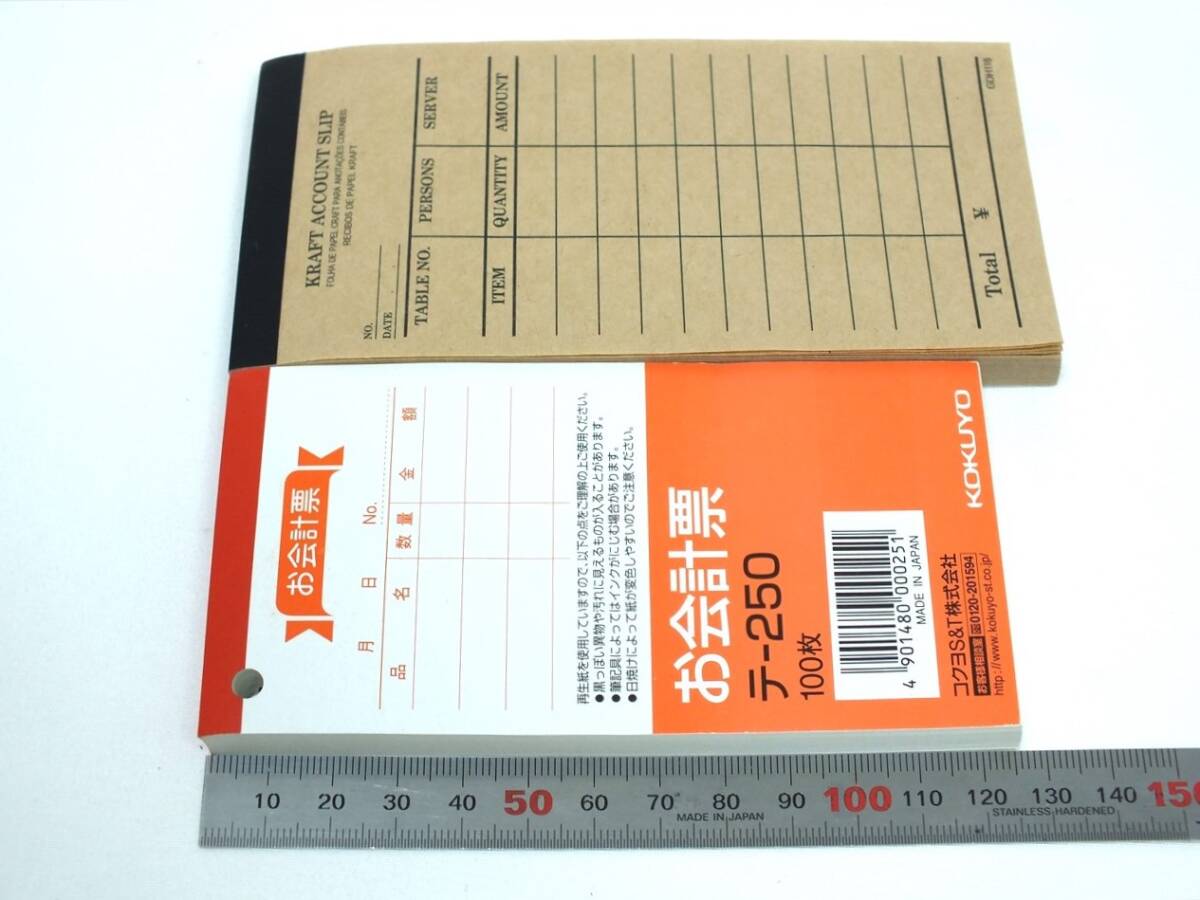 KRAFT ACCOUNT SLIP
FOLHA DE PAPEL CRAFT PARA ANOTAÇÕES CONTÁBEIS
RECIBOS DE PAPEL KRAFT
NO.
DATE
TABLE NO. PERSONS SERVER
ITEM QUANTITY AMOUNT
Total ¥
お会計票
月 日 No.
品 名 数 量 金 額
再生紙を使用していますので、以下の点をご理解の上ご使用ください。
●黒っぽい異物や汚れに見えるものが入ることがあります。
●筆記具によってはインクがにじむ場合があります。
●日焼けによって紙が変色しやすいのでご注意ください。
お会計票
テ-250
100枚
4 901480 000251
MADE IN JAPAN
コクヨS&T株式会社
お客様相談室 0120-201594
http://www.kokuyo-st.co.jp/
KOKUYO
10 20 30 40 50 60 70 80 90 100 110 120 130 140 150
MADE IN JAPAN
STAINLESS HARDENED